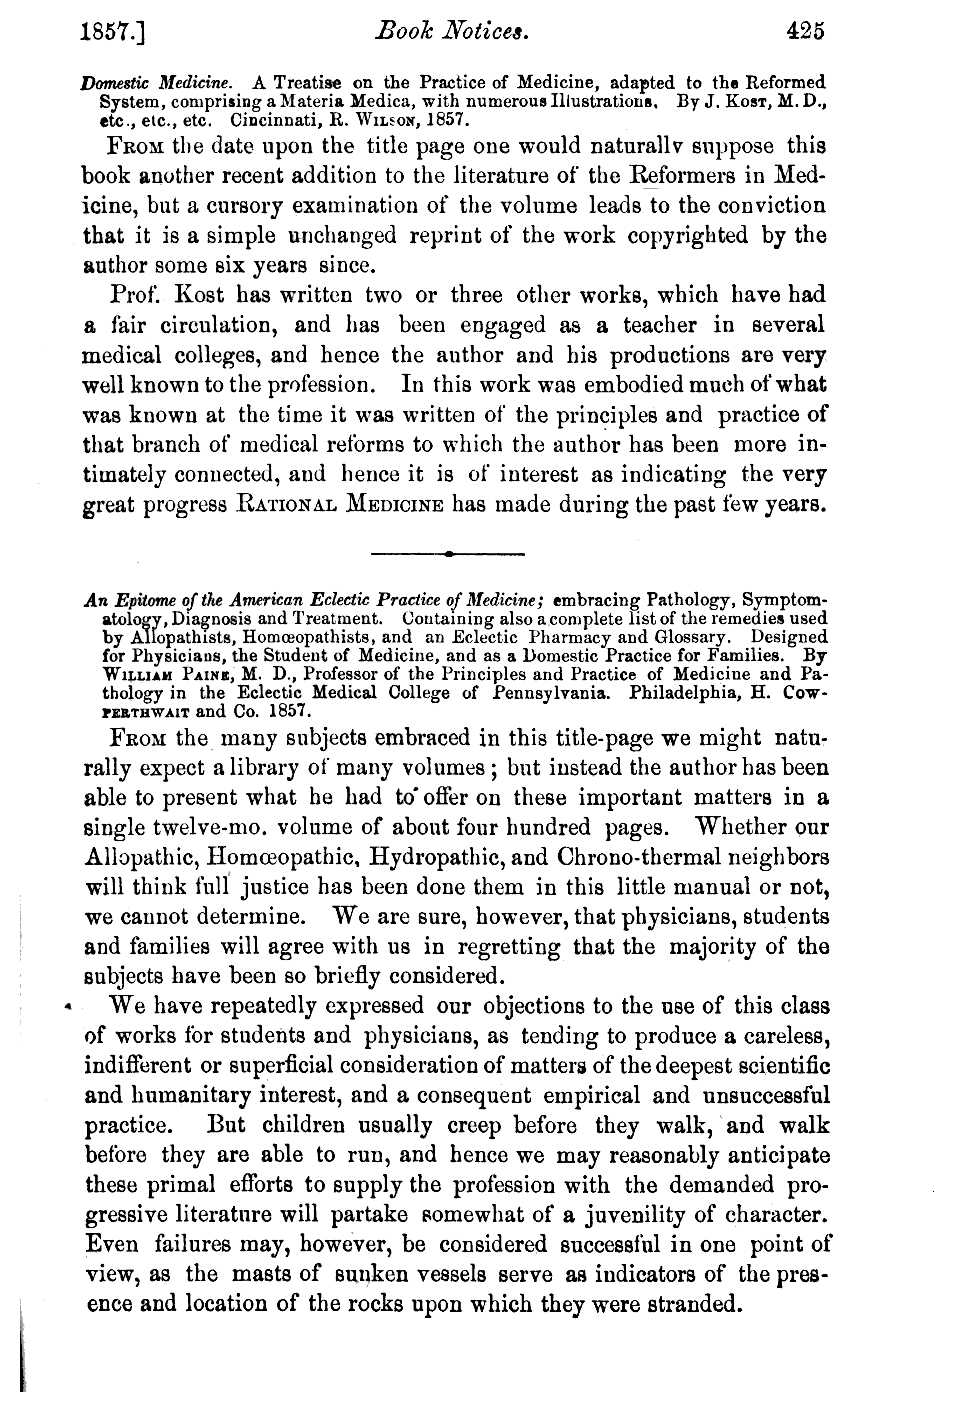 1857.] Book Notices. 425
Domestic Medicine. A Treatise on the Practice of Medicine, adapted to the Reformed
System, comprising a Materia Medica, with numerous Illustrations. By J. Kost, M. D.,
etc., etc., etc. Cincinnati, R. Wilson, 1857.
From the date upon the title page one would naturally suppose this
book another recent addition to the literature of the Reformers in Med-
icine, but a cursory examination of the volume leads to the conviction
that it is a simple unchanged reprint of the work copyrighted by the
author some six years since.
Prof. Kost has written two or three other works, which have had
a fair circulation, and has been engaged as a teacher in several
medical colleges, and hence the author and his productions are very
well known to the profession. In this work was embodied much of what
was known at the time it was written of the principles and practice of
that branch of medical reforms to which the author has been more in-
timately connected, and hence it is of interest as indicating the very
great progress Rational Medicine has made during the past few years.
An Epitome of the American Eclectic Practice of Medicine; embracing Pathology, Symptom-
atology, Diagnosis and Treatment. Containing also a complete list of the remedies used
by Allopathists, Homœopathists, and an Eclectic Pharmacy and Glossary. Designed
for Physicians, the Student of Medicine, and as a Domestic Practice for Families. By
William Paine, M. D., Professor of the Principles and Practice of Medicine and Pa-
thology in the Eclectic Medical College of Pennsylvania. Philadelphia, H. Cow-
perthwait and Co. 1857.
From the many subjects embraced in this title-page we might natu-
rally expect a library of many volumes; but instead the author has been
able to present what he had to offer on these important matters in a
single twelve-mo. volume of about four hundred pages. Whether our
Allopathic, Homœopathic, Hydropathic, and Chrono-thermal neighbors
will think full justice has been done them in this little manual or not,
we cannot determine. We are sure, however, that physicians, students
and families will agree with us in regretting that the majority of the
subjects have been so briefly considered.
We have repeatedly expressed our objections to the use of this class
of works for students and physicians, as tending to produce a careless,
indifferent or superficial consideration of matters of the deepest scientific
and humanitary interest, and a consequent empirical and unsuccessful
practice. But children usually creep before they walk, and walk
before they are able to run, and hence we may reasonably anticipate
these primal efforts to supply the profession with the demanded pro-
gressive literature will partake somewhat of a juvenility of character.
Even failures may, however, be considered successful in one point of
view, as the masts of sunken vessels serve as indicators of the pres-
ence and location of the rocks upon which they were stranded.